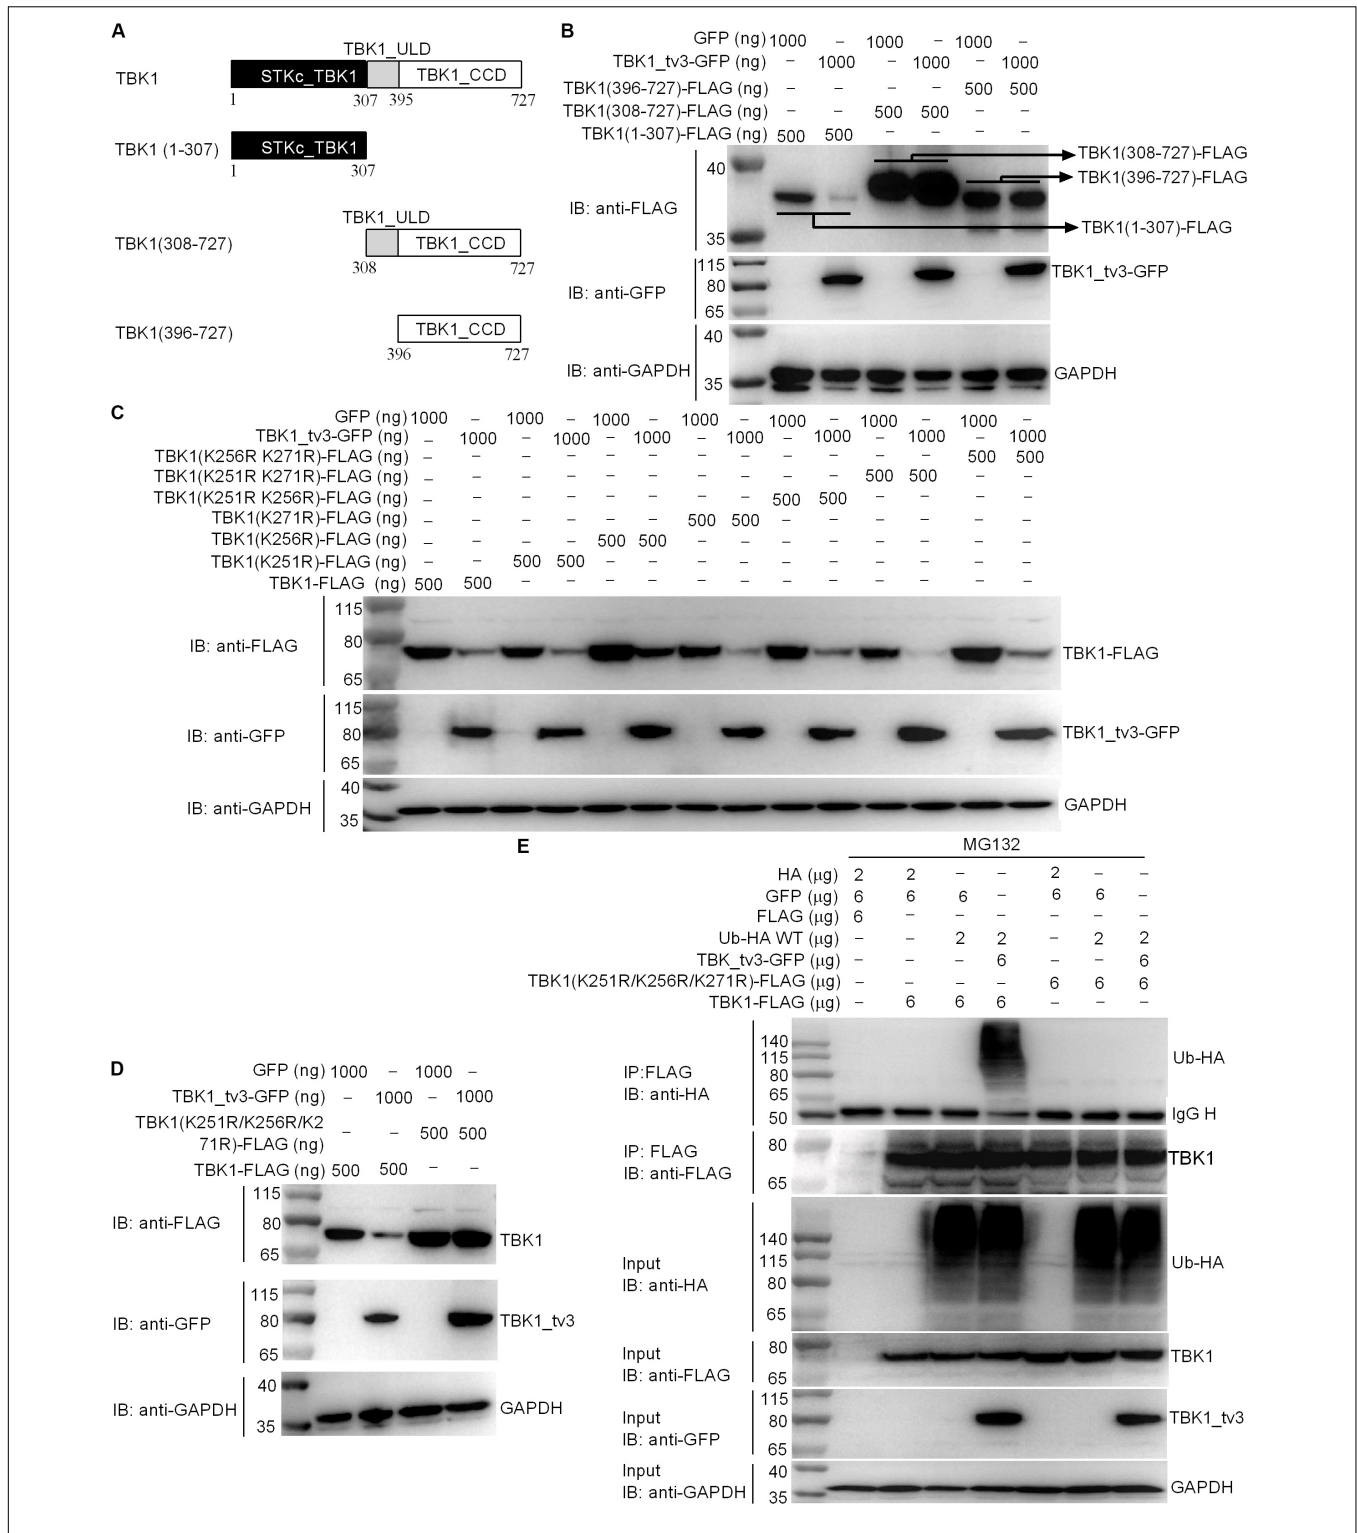 A
TBK1_ULD
TBK1 STKc_TBK1 TBK1_CCD
1 307 395 727
TBK1 (1-307) STKc_TBK1
1 307
TBK1_ULD
TBK1(308-727) TBK1_CCD
308 727
TBK1(396-727) TBK1_CCD
396 727
B
GFP (ng) 1000 – 1000 – 1000 –
TBK1_tv3-GFP (ng) – 1000 – 1000 – 1000
TBK1(396-727)-FLAG (ng) – – – – 500 500
TBK1(308-727)-FLAG (ng) – – 500 500 – –
TBK1(1-307)-FLAG (ng) 500 500 – – – –
IB: anti-FLAG
40
35
TBK1(308-727)-FLAG
TBK1(396-727)-FLAG
TBK1(1-307)-FLAG
IB: anti-GFP
115
80
65
TBK1_tv3-GFP
IB: anti-GAPDH
40
35
GAPDH
C
GFP (ng) 1000 – 1000 – 1000 – 1000 – 1000 – 1000 – 1000 –
TBK1_tv3-GFP (ng) – 1000 – 1000 – 1000 – 1000 – 1000 – 1000 – 1000
TBK1(K256R K271R)-FLAG (ng) – – – – – – – – – – – – 500 500
TBK1(K251R K271R)-FLAG (ng) – – – – – – – – – – 500 500 – –
TBK1(K251R K256R)-FLAG (ng) – – – – – – – – 500 500 – – – –
TBK1(K271R)-FLAG (ng) – – – – – – 500 500 – – – – – –
TBK1(K256R)-FLAG (ng) – – – – 500 500 – – – – – – – –
TBK1(K251R)-FLAG (ng) – – 500 500 – – – – – – – – – –
TBK1-FLAG (ng) 500 500 – – – – – – – – – – – –
IB: anti-FLAG
115
80
65
TBK1-FLAG
IB: anti-GFP
115
80
65
TBK1_tv3-GFP
IB: anti-GAPDH
40
35
GAPDH
D
GFP (ng) 1000 – 1000 –
TBK1_tv3-GFP (ng) – 1000 – 1000
TBK1(K251R/K256R/K2
71R)-FLAG (ng) – – 500 500
TBK1-FLAG (ng) 500 500 – –
IB: anti-FLAG
115
80
65
TBK1
IB: anti-GFP
115
80
65
TBK1_tv3
IB: anti-GAPDH
40
35
GAPDH
E
MG132
HA (μg) 2 2 – – 2 – –
GFP (μg) 6 6 6 – 6 6 –
FLAG (μg) 6 – – – – – –
Ub-HA WT (μg) – – 2 2 – 2 2
TBK_tv3-GFP (μg) – – – 6 – – 6
TBK1(K251R/K256R/K271R)-FLAG (μg) – – – – 6 6 6
TBK1-FLAG (μg) – 6 6 6 – – –
IP:FLAG
IB: anti-HA
140
115
80
65
50
Ub-HA
IgG H
IP: FLAG
IB: anti-FLAG
80
65
TBK1
Input
IB: anti-HA
140
115
80
65
Ub-HA
Input
IB: anti-FLAG
80
65
TBK1
Input
IB: anti-GFP
115
80
65
TBK1_tv3
Input
IB: anti-GAPDH
40
35
GAPDH